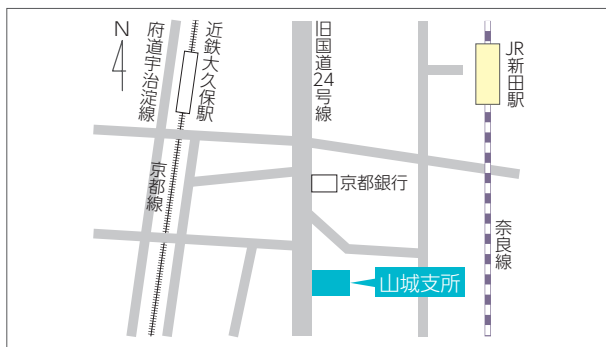 N
府道宇治淀線
近鉄大久保駅
旧国道24号線
JR新田駅
京都線
京都銀行
奈良線
山城支所